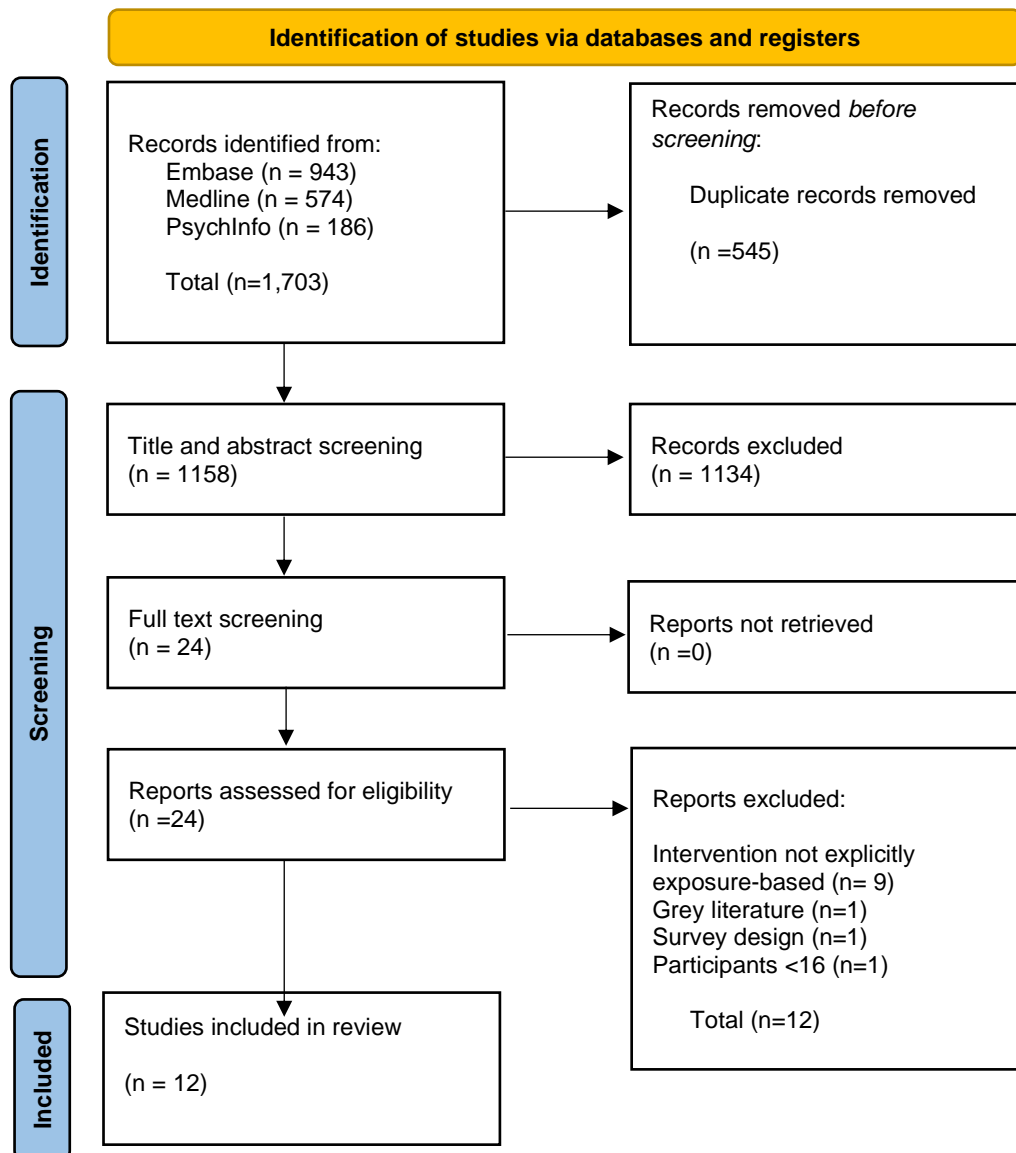 Identification of studies via databases and registers
Identification
Records identified from:
Embase (n = 943)
Medline (n = 574)
PsychInfo (n = 186)
Total (n=1,703)
Records removed before
screening:
Duplicate records removed
(n =545)
Screening
Title and abstract screening
(n = 1158)
Records excluded
(n = 1134)
Full text screening
(n = 24)
Reports not retrieved
(n =0)
Reports assessed for eligibility
(n =24)
Reports excluded:
Intervention not explicitly
exposure-based (n= 9)
Grey literature (n=1)
Survey design (n=1)
Participants <16 (n=1)
Total (n=12)
Included
Studies included in review
(n = 12)